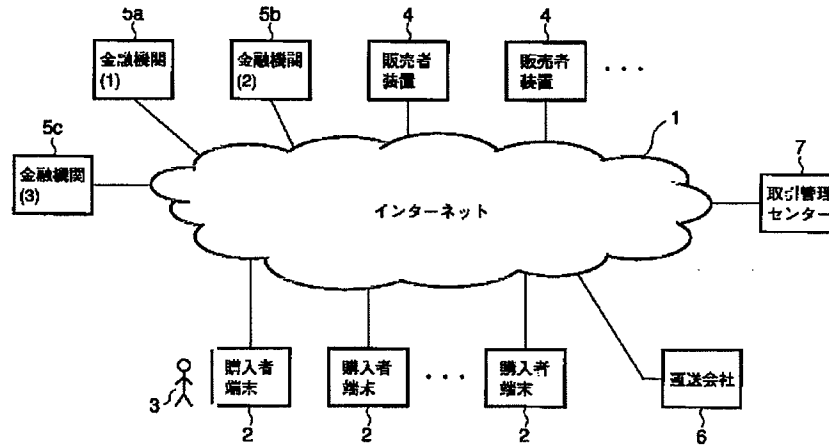 5a
5b
4
4
金融機関
(1)
金融機関
(2)
販売者
装置
販売者
装置
...
5c
金融機関
(3)
1
7
インターネット
取引管理
センター
購入者
端末
購入者
端末
...
購入者
端末
運送会社
3
2
2
2
6